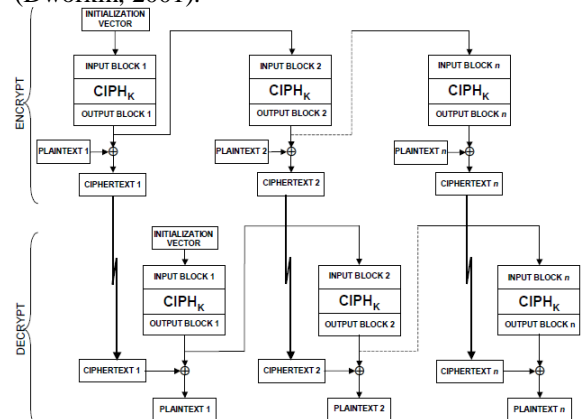 (Dworkin, 2001).
ENCRYPT
INITIALIZATION
VECTOR
INPUT BLOCK 1
CIPHK
OUTPUT BLOCK 1
INPUT BLOCK 2
CIPHK
OUTPUT BLOCK 2
INPUT BLOCK n
CIPHK
OUTPUT BLOCK n
PLAINTEXT 1
PLAINTEXT 2
PLAINTEXT n
CIPHERTEXT 1
CIPHERTEXT 2
CIPHERTEXT n
DECRYPT
INITIALIZATION
VECTOR
INPUT BLOCK 1
CIPHK
OUTPUT BLOCK 1
INPUT BLOCK 2
CIPHK
OUTPUT BLOCK 2
INPUT BLOCK n
CIPHK
OUTPUT BLOCK n
CIPHERTEXT 1
CIPHERTEXT 2
CIPHERTEXT n
PLAINTEXT 1
PLAINTEXT 2
PLAINTEXT n